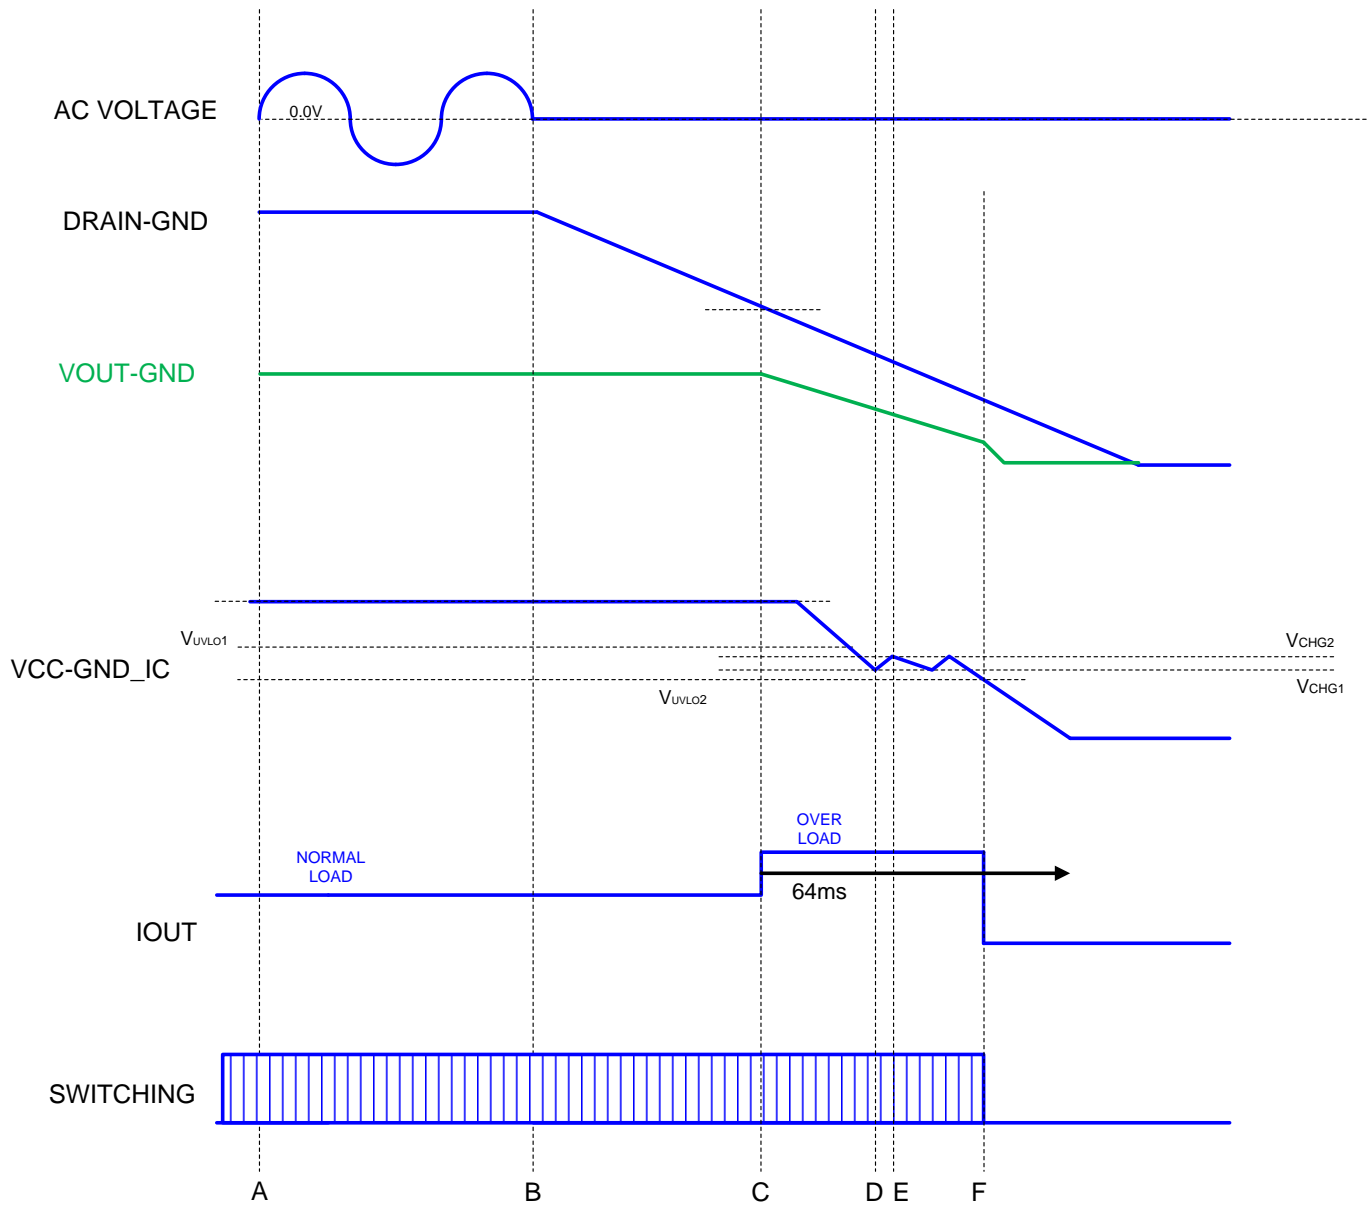 AC VOLTAGE
0.0V
DRAIN-GND
VOUT-GND
VUVLO1
VCHG2
VCC-GND_IC
VUVLO2
VCHG1
OVER
LOAD
NORMAL
LOAD
64ms
IOUT
SWITCHING
A B C D E F